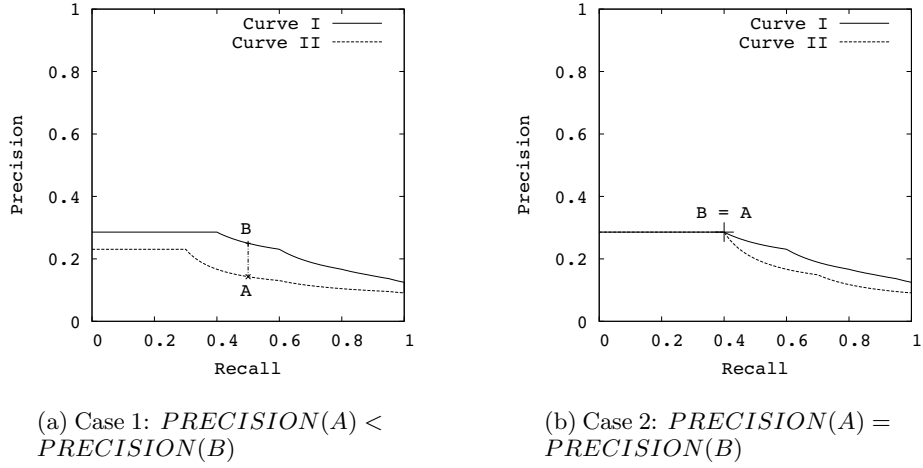 Curve I
Curve II
1
0.8
0.6
0.4
0.2
0
Precision
B
A
0 0.2 0.4 0.6 0.8 1
Recall
(a) Case 1: PRECISION(A) <
PRECISION(B)
Curve I
Curve II
1
0.8
0.6
0.4
0.2
0
Precision
B = A
0 0.2 0.4 0.6 0.8 1
Recall
(b) Case 2: PRECISION(A) =
PRECISION(B)